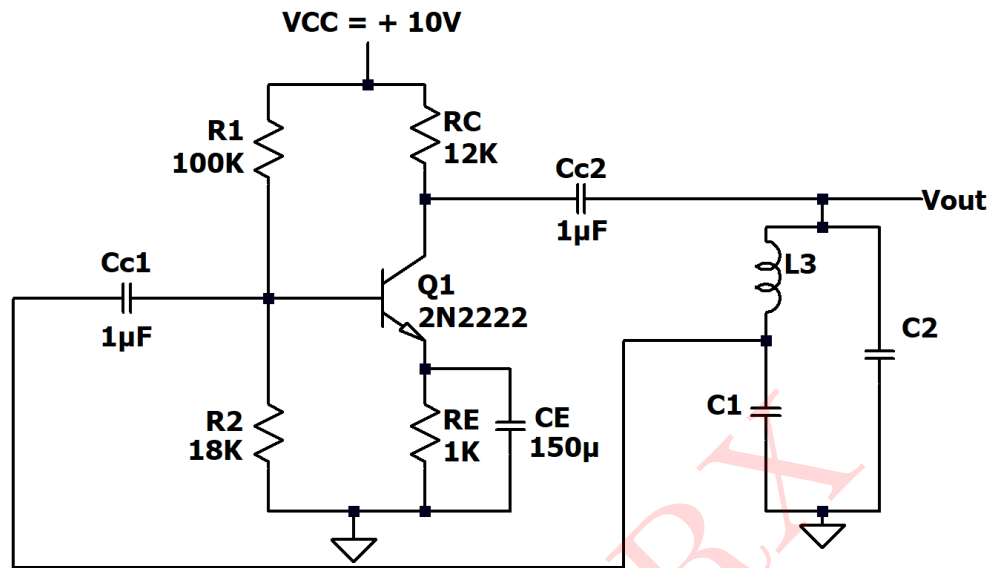 VCC = + 10V
R1
100K
RC
12K
Cc2
1µF
Vout
Cc1
1µF
Q1
2N2222
L3
C2
R2
18K
RE
1K
CE
150µ
C1